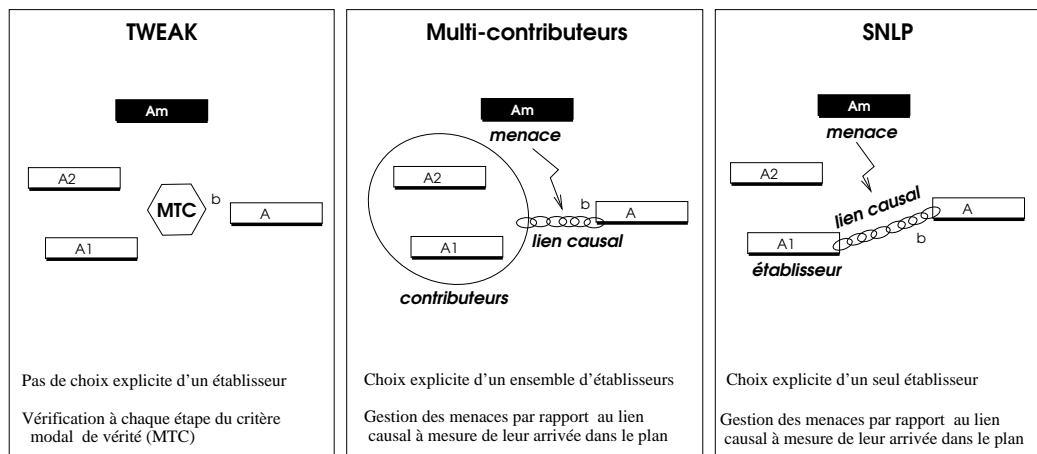 TWEAK
Am
A2
MTC
b
A
A1
Pas de choix explicite d'un établisseur
Vérification à chaque étape du critère
modal de vérité (MTC)
Multi-contributeurs
Am
menace
A2
b
A
A1
lien causal
contributeurs
Choix explicite d'un ensemble d'établisseurs
Gestion des menaces par rapport au lien
causal à mesure de leur arrivée dans le plan
SNLP
Am
menace
A2
lien causal
A
A1
b
établisseur
Choix explicite d'un seul établisseur
Gestion des menaces par rapport au lien
causal à mesure de leur arrivée dans le plan